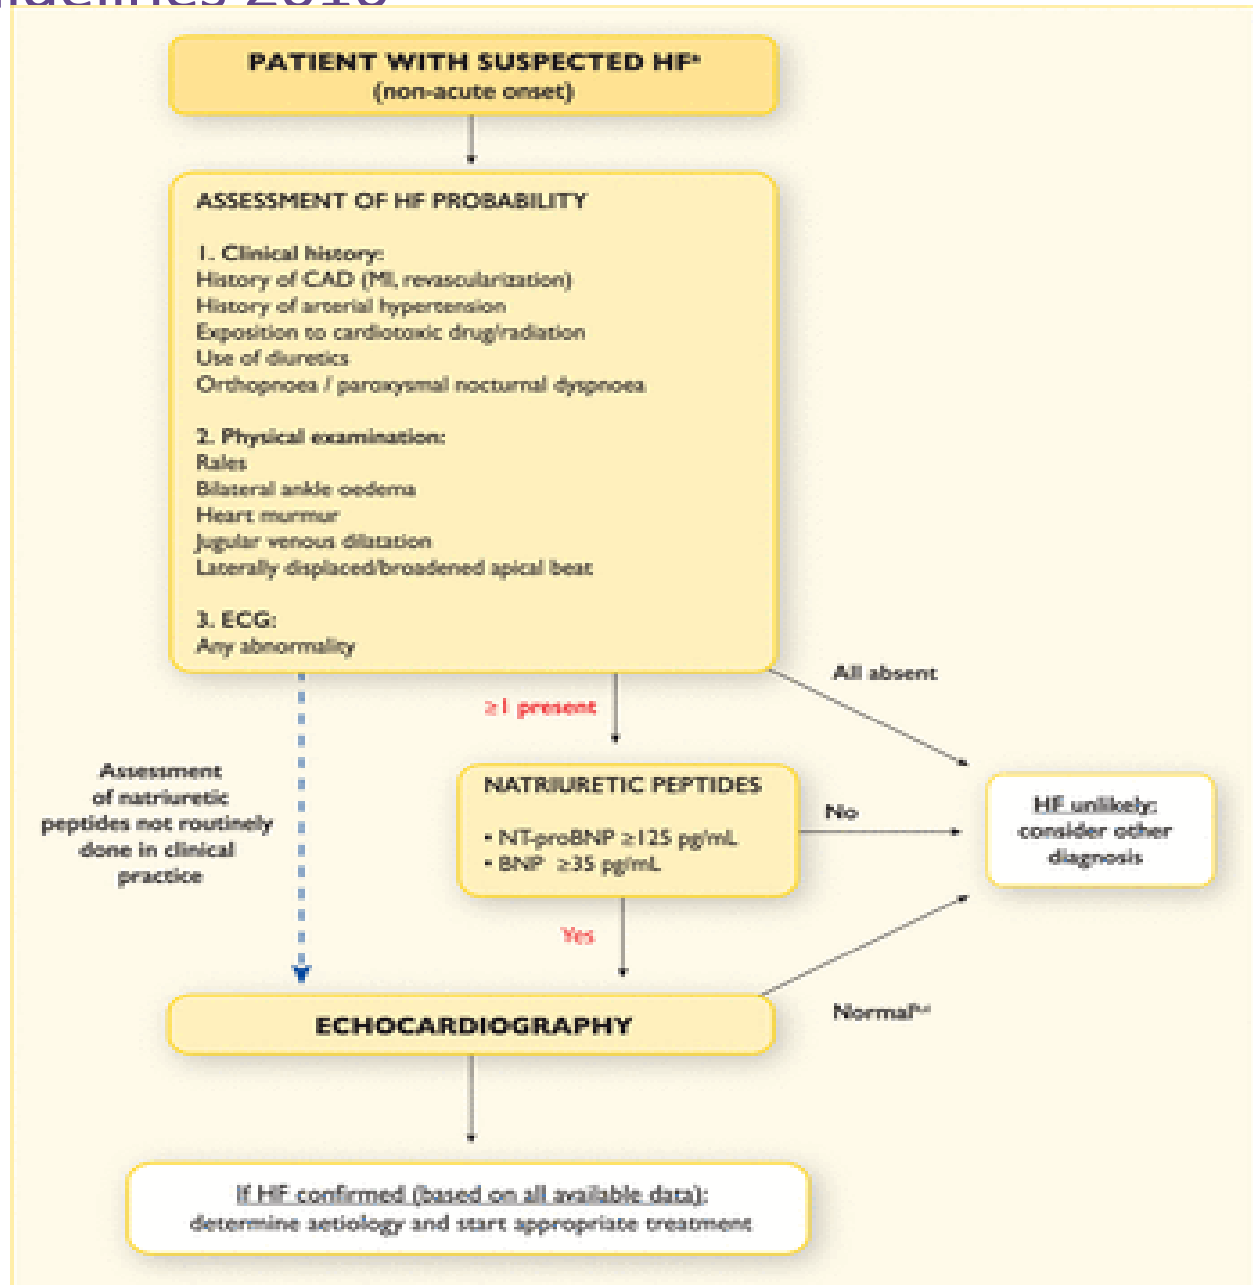 idelines 2016
PATIENT WITH SUSPECTED HFª
(non-acute onset)
ASSESSMENT OF HF PROBABILITY
1. Clinical history:
History of CAD (MI, revascularization)
History of arterial hypertension
Exposition to cardiotoxic drug/radiation
Use of diuretics
Orthopnoea / paroxysmal nocturnal dyspnoea
2. Physical examination:
Rales
Bilateral ankle oedema
Heart murmur
Jugular venous dilatation
Laterally displaced/broadened apical beat
3. ECG:
Any abnormality
All absent
≥1 present
Assessment
of natriuretic
peptides not routinely
done in clinical
practice
NATRIURETIC PEPTIDES
• NT-proBNP ≥125 pg/mL
• BNP ≥35 pg/mL
No
HF unlikely:
consider other
diagnosis
Yes
ECHOCARDIOGRAPHY
Normal
If HF confirmed (based on all available data):
determine aetiology and start appropriate treatment